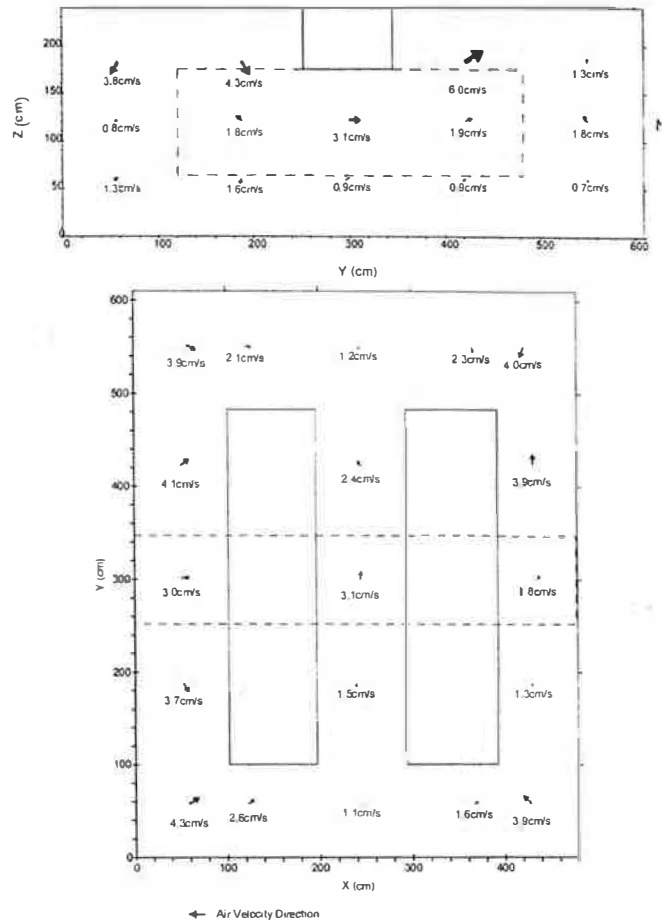 200
150
100
50
0
Z (cm)
3.8cm/s 4.3cm/s 6.0cm/s 1.3cm/s
0.8cm/s 1.8cm/s 3.1cm/s 1.9cm/s 1.8cm/s
1.3cm/s 1.6cm/s 0.9cm/s 0.9cm/s 0.7cm/s
0 100 200 300 400 500 600
Y (cm)
600
500
400
300
200
100
0
Y (cm)
3.9cm/s 2.1cm/s 1.2cm/s 2.3cm/s 4.0cm/s
4.1cm/s 2.4cm/s 3.9cm/s
3.0cm/s 3.1cm/s 1.8cm/s
3.7cm/s 1.5cm/s 1.3cm/s
4.3cm/s 2.8cm/s 1.1cm/s 1.6cm/s 3.9cm/s
0 100 200 300 400
X (cm)
Air Velocity Direction